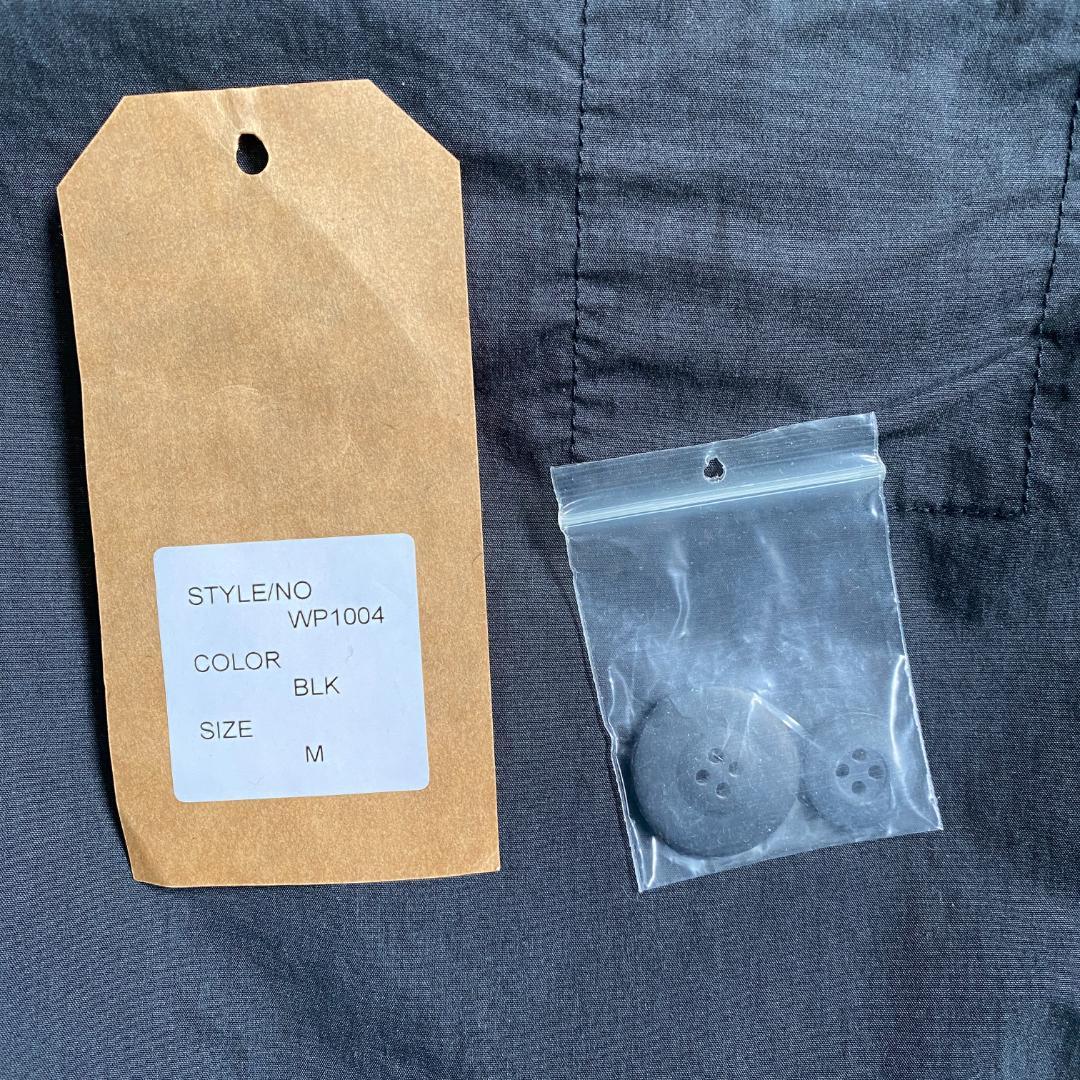 STYLE/NO
WP1004
COLOR
BLK
SIZE
M